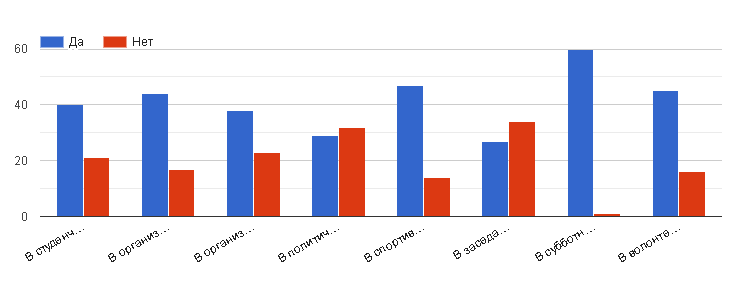 Да Нет
60
40
20
0
В студенч...
В организ...
В организ...
В политич...
В спортив...
В заседа...
В субботн...
В волонте...